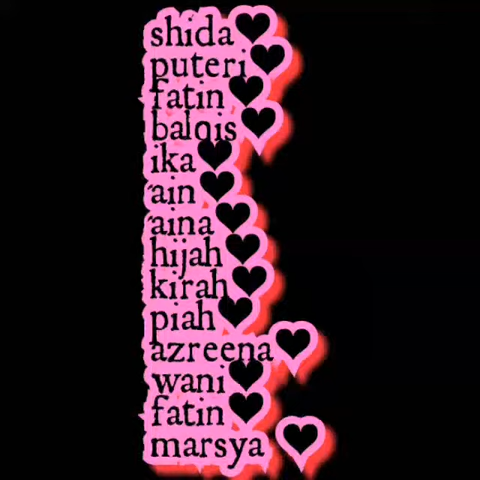 shida🖤
puteri🖤
fatin🖤
balqis🖤
ika🖤
ain🖤
aina🖤
hijah🖤
kirah🖤
piah🖤
azreena🖤
wani🖤
fatin🖤
marsya 🖤